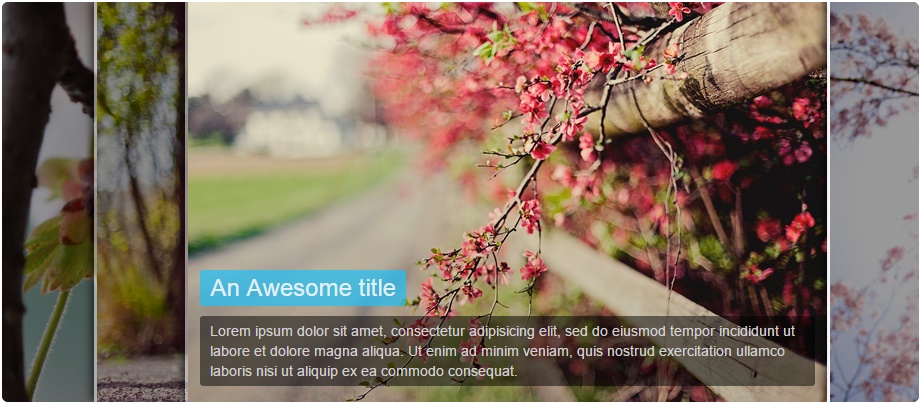 An Awesome title
Lorem ipsum dolor sit amet, consectetur adipisicing elit, sed do eiusmod tempor incididunt ut
labore et dolore magna aliqua. Ut enim ad minim veniam, quis nostrud exercitation ullamco
laboris nisi ut aliquip ex ea commodo consequat.